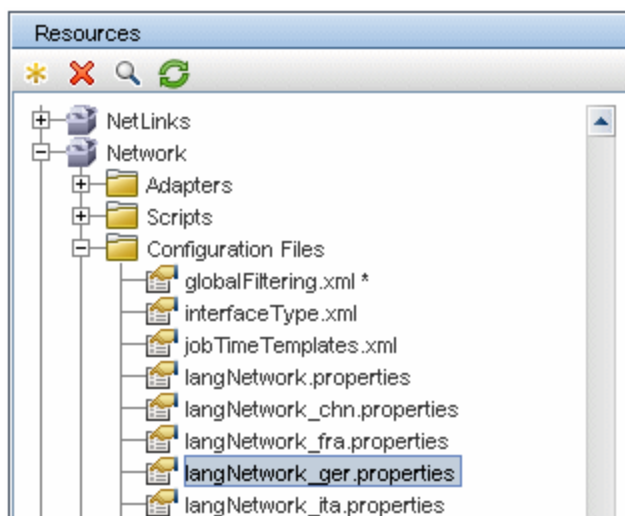 Resources
NetLinks
Network
Adapters
Scripts
Configuration Files
globalFiltering.xml *
interfaceType.xml
jobTimeTemplates.xml
langNetwork.properties
langNetwork_chn.properties
langNetwork_fra.properties
langNetwork_ger.properties
langNetwork_ita.properties